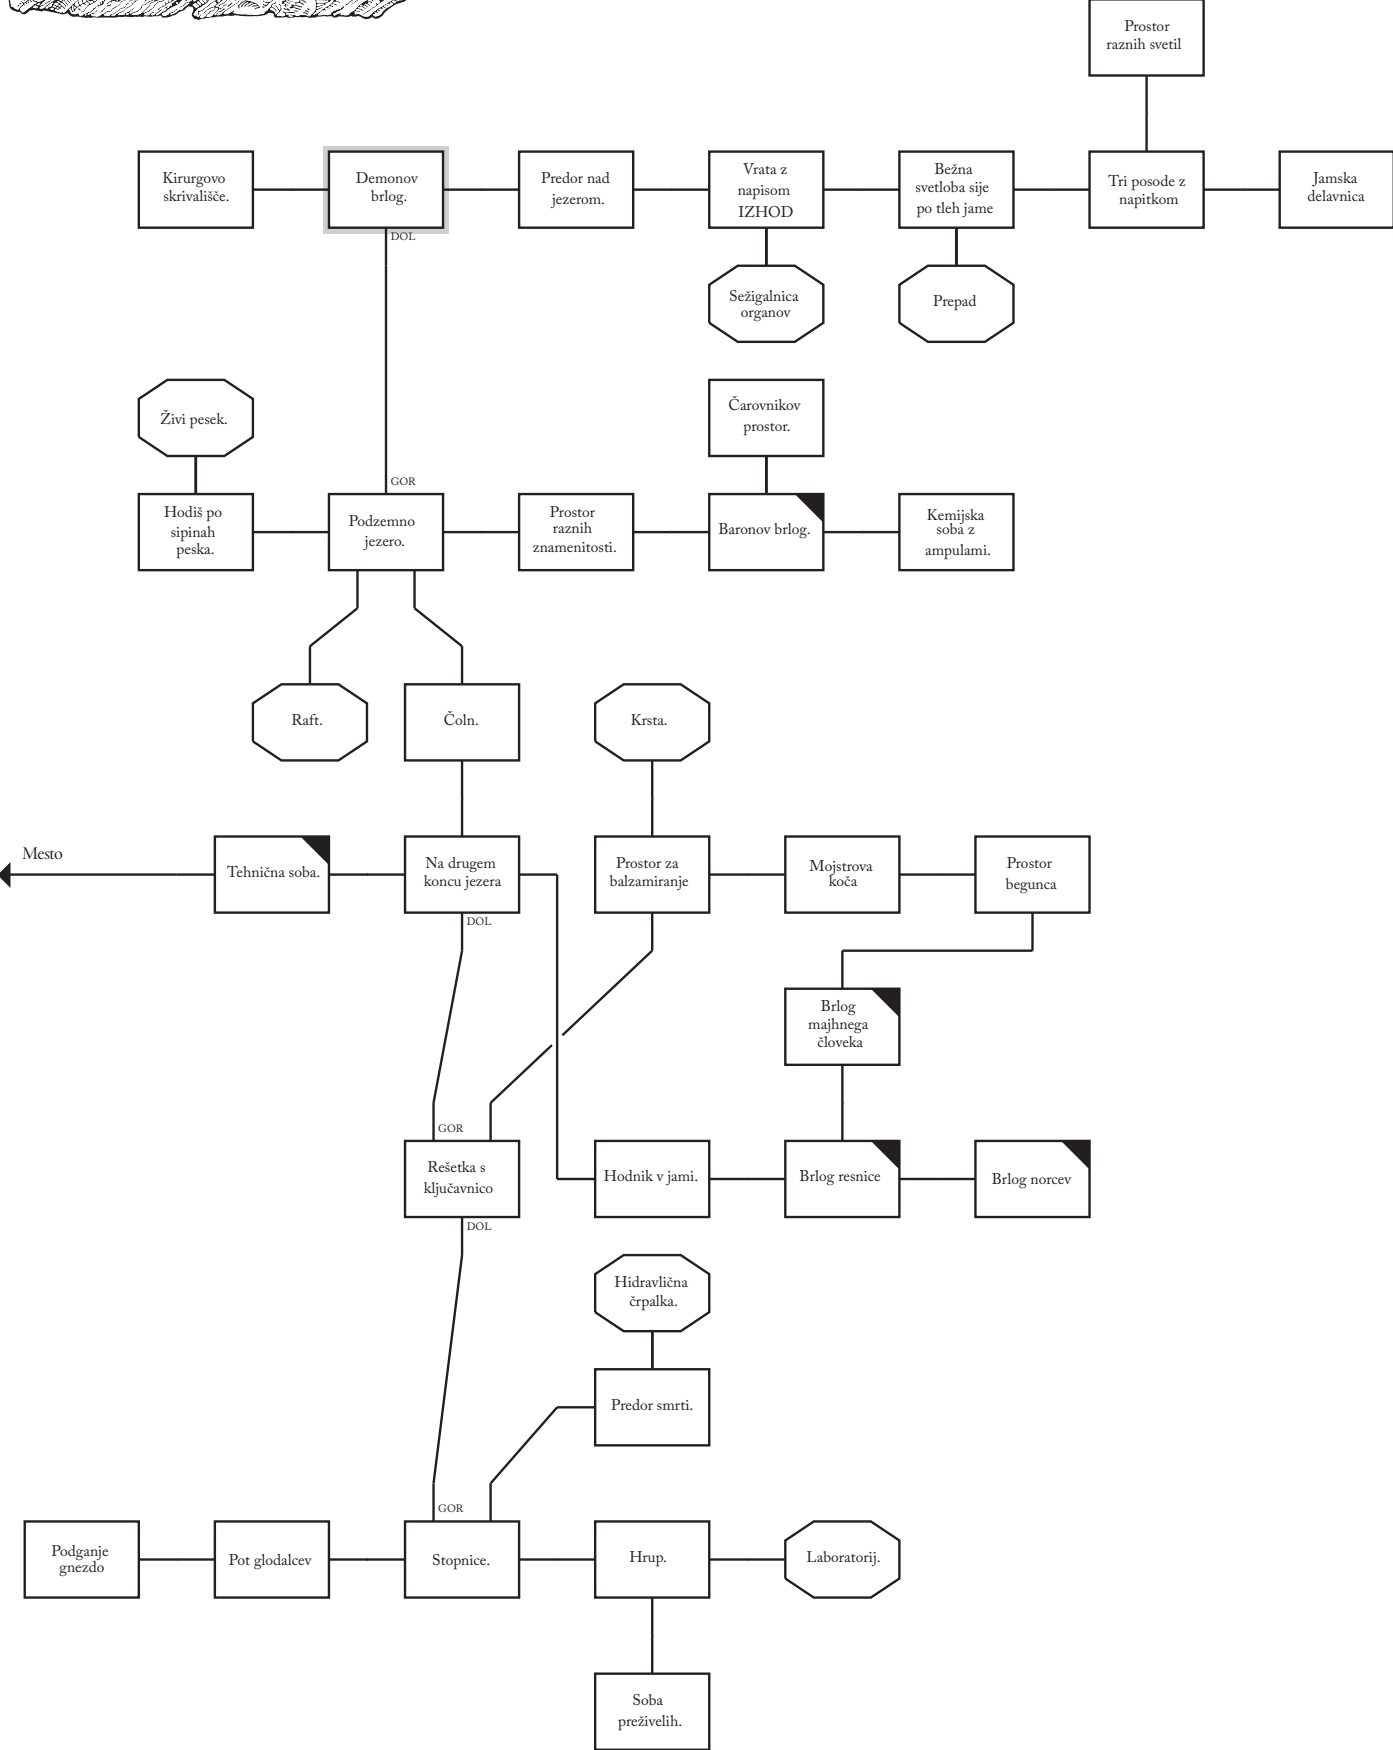 Prostor
raznih svetil
Kirurgovo
skrivališče.
Demonov
brlog.
Predor nad
jezerom.
Vrata z
napisom
IZHOD
Bežna
svetloba sije
po tleh jame
Tri posode z
napitkom
Jamska
delavnica
DOL
Sežigalnica
organov
Prepad
Živi pesek.
Čarovnikov
prostor.
GOR
Hodiš po
sipinah
peska.
Podzemno
jezero.
Prostor
raznih
znamenitosti.
Baronov brlog.
Kemijska
soba z
ampulami.
Raft.
Čoln.
Krsta.
Mesto
Tehnična soba.
Na drugem
koncu jezera
Prostor za
balzamiranje
Mojstrova
koča
Prostor
begunca
DOL
Brlog
majhnega
človeka
GOR
Rešetka s
ključavnico
Hodnik v jami.
Brlog resnice
Brlog norcev
DOL
Hidravlična
črpalka.
Predor smrti.
GOR
Podganje
gnezdo
Pot glodalcev
Stopnice.
Hrup.
Laboratorij.
Soba
preživelih.